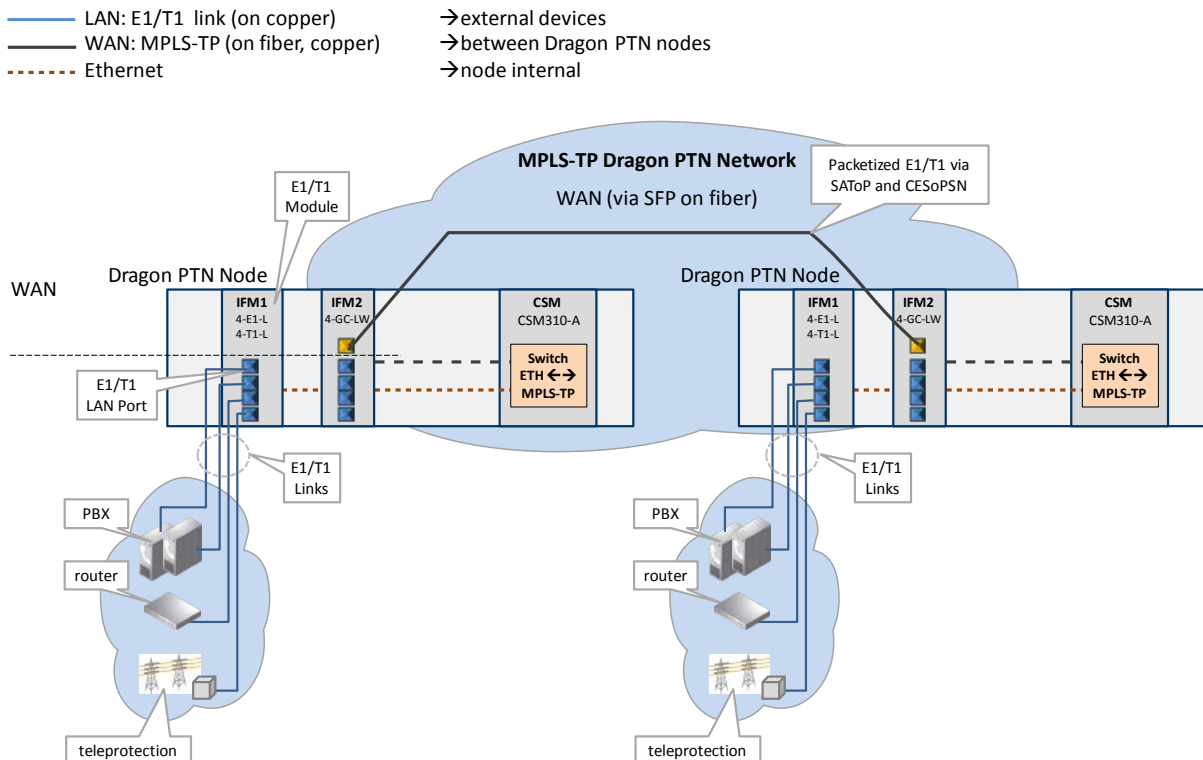 LAN: E1/T1 link (on copper) →external devices
WAN: MPLS-TP (on fiber, copper) →between Dragon PTN nodes
Ethernet →node internal
MPLS-TP Dragon PTN Network
WAN (via SFP on fiber)
Packetized E1/T1 via
SAToP and CESoPSN
E1/T1
Module
Dragon PTN Node
Dragon PTN Node
WAN
IFM1
4-E1-L
4-T1-L
IFM2
4-GC-LW
CSM
CSM310-A
Switch
ETH ←→
MPLS-TP
IFM1
4-E1-L
4-T1-L
IFM2
4-GC-LW
CSM
CSM310-A
Switch
ETH ←→
MPLS-TP
E1/T1
LAN Port
E1/T1
Links
E1/T1
Links
PBX
PBX
router
router
teleprotection
teleprotection